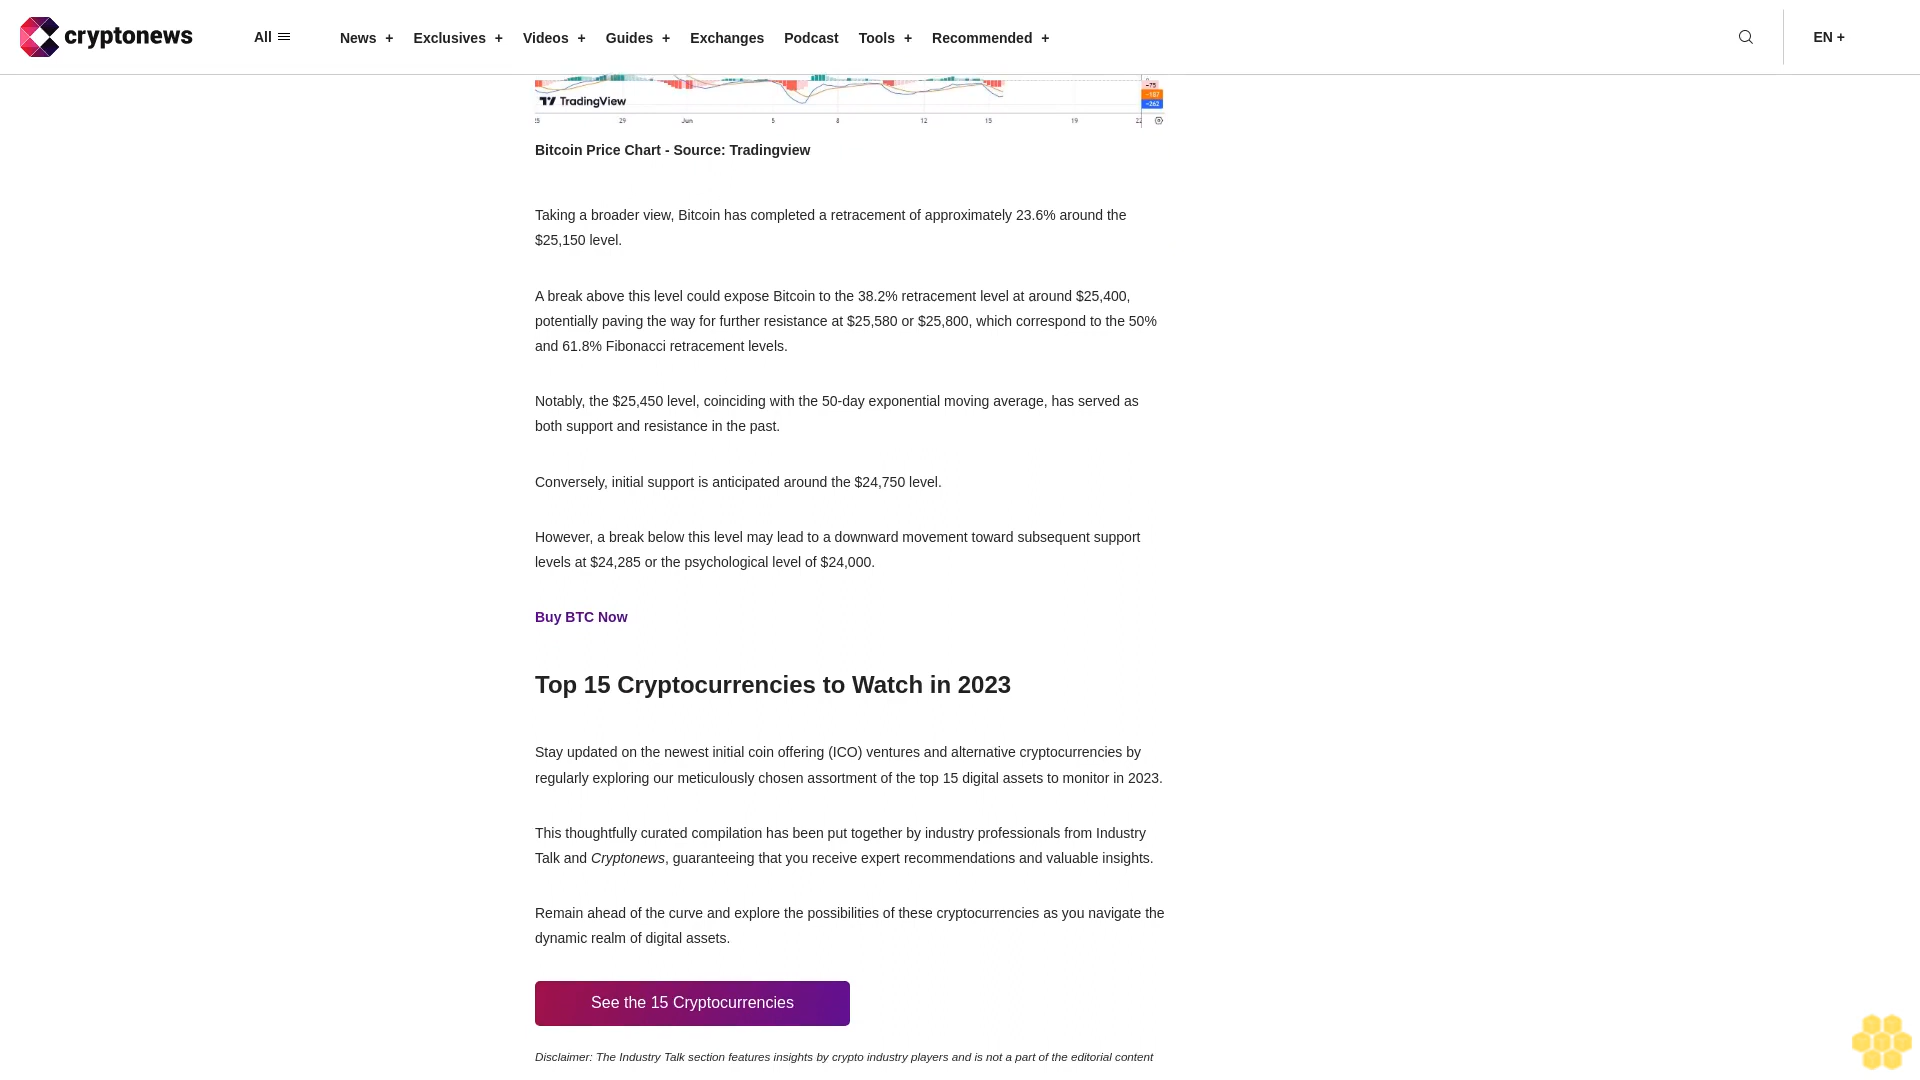 cryptonews
All
News +
Exclusives +
Videos +
Guides +
Exchanges
Podcast
Tools +
Recommended +
EN +
TradingView
-75
-187
-262
25
29
Jun
5
8
12
15
19
22
Bitcoin Price Chart - Source: Tradingview
Taking a broader view, Bitcoin has completed a retracement of approximately 23.6% around the
$25,150 level.
A break above this level could expose Bitcoin to the 38.2% retracement level at around $25,400,
potentially paving the way for further resistance at $25,580 or $25,800, which correspond to the 50%
and 61.8% Fibonacci retracement levels.
Notably, the $25,450 level, coinciding with the 50-day exponential moving average, has served as
both support and resistance in the past.
Conversely, initial support is anticipated around the $24,750 level.
However, a break below this level may lead to a downward movement toward subsequent support
levels at $24,285 or the psychological level of $24,000.
Buy BTC Now
Top 15 Cryptocurrencies to Watch in 2023
Stay updated on the newest initial coin offering (ICO) ventures and alternative cryptocurrencies by
regularly exploring our meticulously chosen assortment of the top 15 digital assets to monitor in 2023.
This thoughtfully curated compilation has been put together by industry professionals from Industry
Talk and Cryptonews, guaranteeing that you receive expert recommendations and valuable insights.
Remain ahead of the curve and explore the possibilities of these cryptocurrencies as you navigate the
dynamic realm of digital assets.
See the 15 Cryptocurrencies
Disclaimer: The Industry Talk section features insights by crypto industry players and is not a part of the editorial content